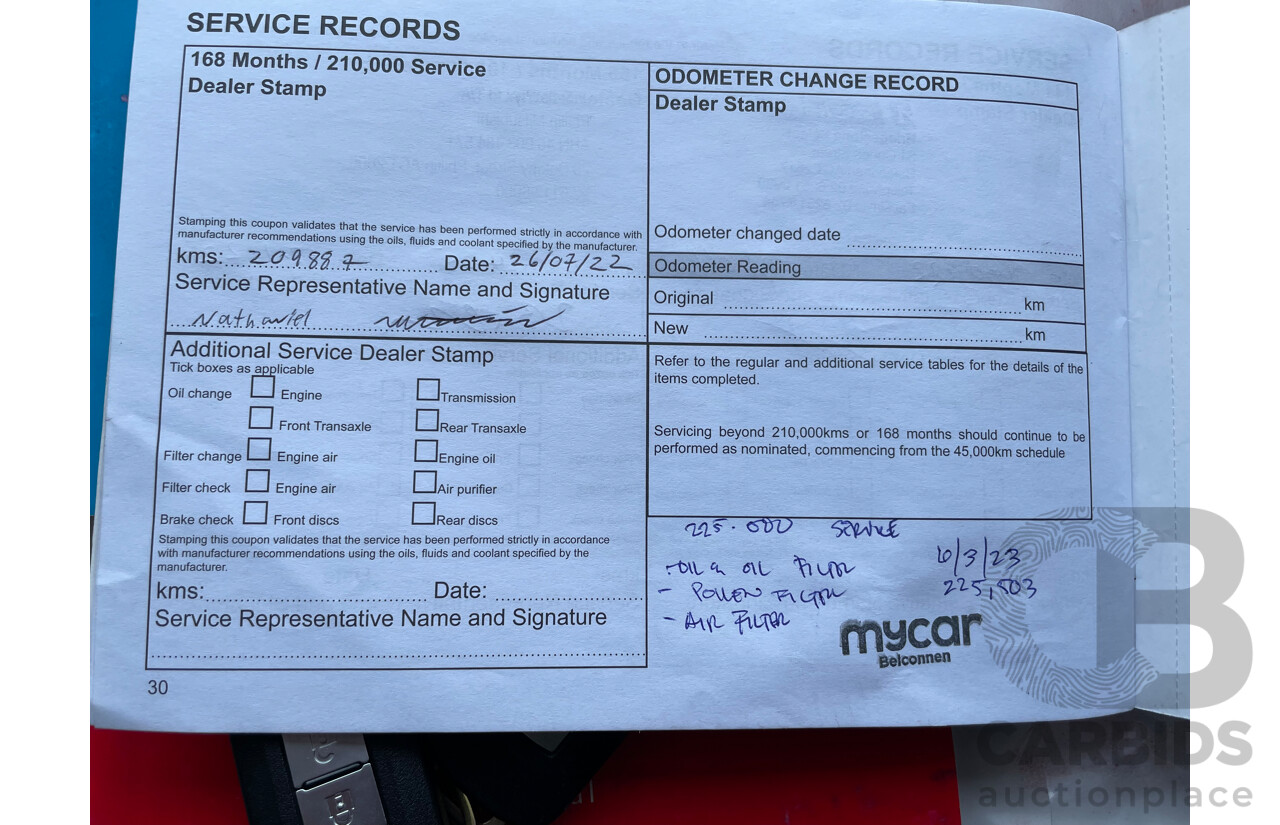 SERVICE RECORDS
168 Months / 210,000 Service
Dealer Stamp
Stamping this coupon validates that the service has been performed strictly in accordance with
manufacturer recommendations using the oils, fluids and coolant specified by the manufacturer.
kms: 209887 Date: 26/07/22
Service Representative Name and Signature
Nathaniel
Additional Service Dealer Stamp
Tick boxes as applicable
Oil change Engine Transmission
Front Transaxle Rear Transaxle
Filter change Engine air Engine oil
Filter check Engine air Air purifier
Brake check Front discs Rear discs
Stamping this coupon validates that the service has been performed strictly in accordance
with manufacturer recommendations using the oils, fluids and coolant specified by the
manufacturer.
kms: Date:
Service Representative Name and Signature
30
ODOMETER CHANGE RECORD
Dealer Stamp
Odometer changed date
Odometer Reading
Original km
New km
Refer to the regular and additional service tables for the details of the
items completed.
Servicing beyond 210,000kms or 168 months should continue to be
performed as nominated, commencing from the 45,000km schedule
225.000 SERVICE
- OIL & OIL FILTER 6/3/23
- POLLEN FILTER 225,503
- AIR FILTER
mycar
Belconnen
CARBIDS
auctionplace